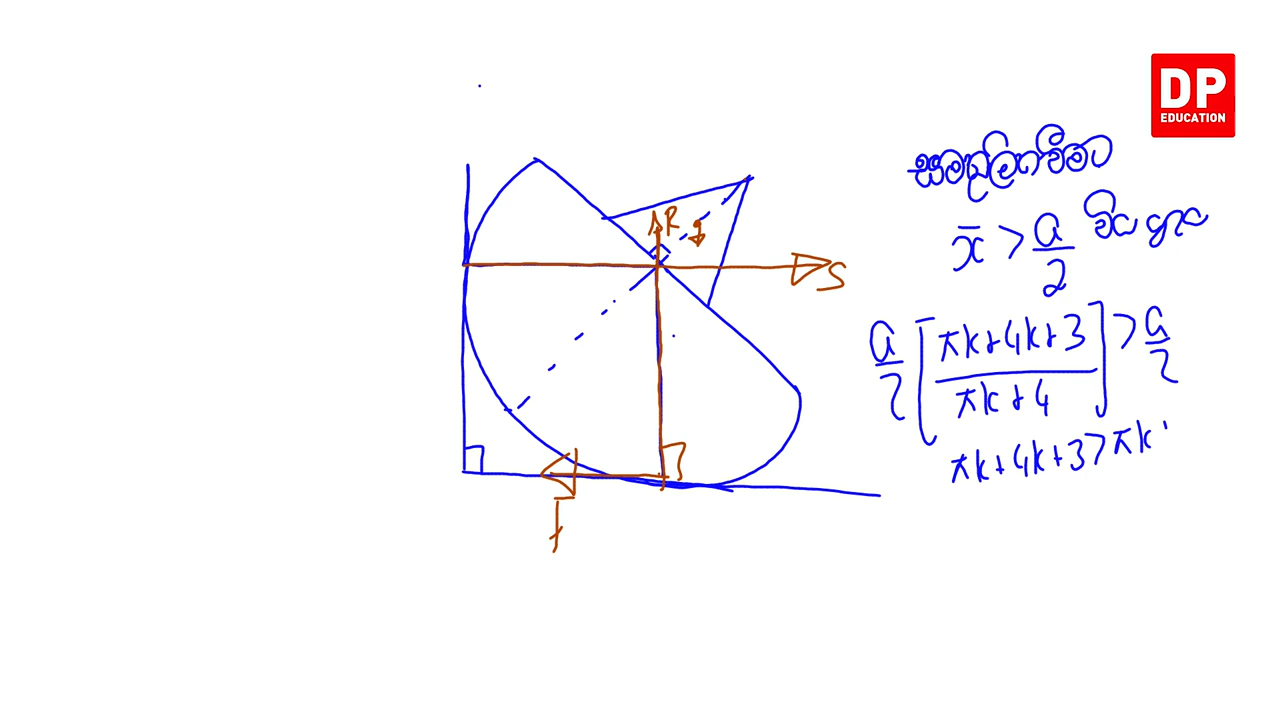 DP
EDUCATION
සමතුලිතවීමට
x̄ > a/2 විය යුතුය
a/2 [ (πk+4k+3)/(πk+4) ] > a/2
πk+4k+3 > πk
R
g
S
f